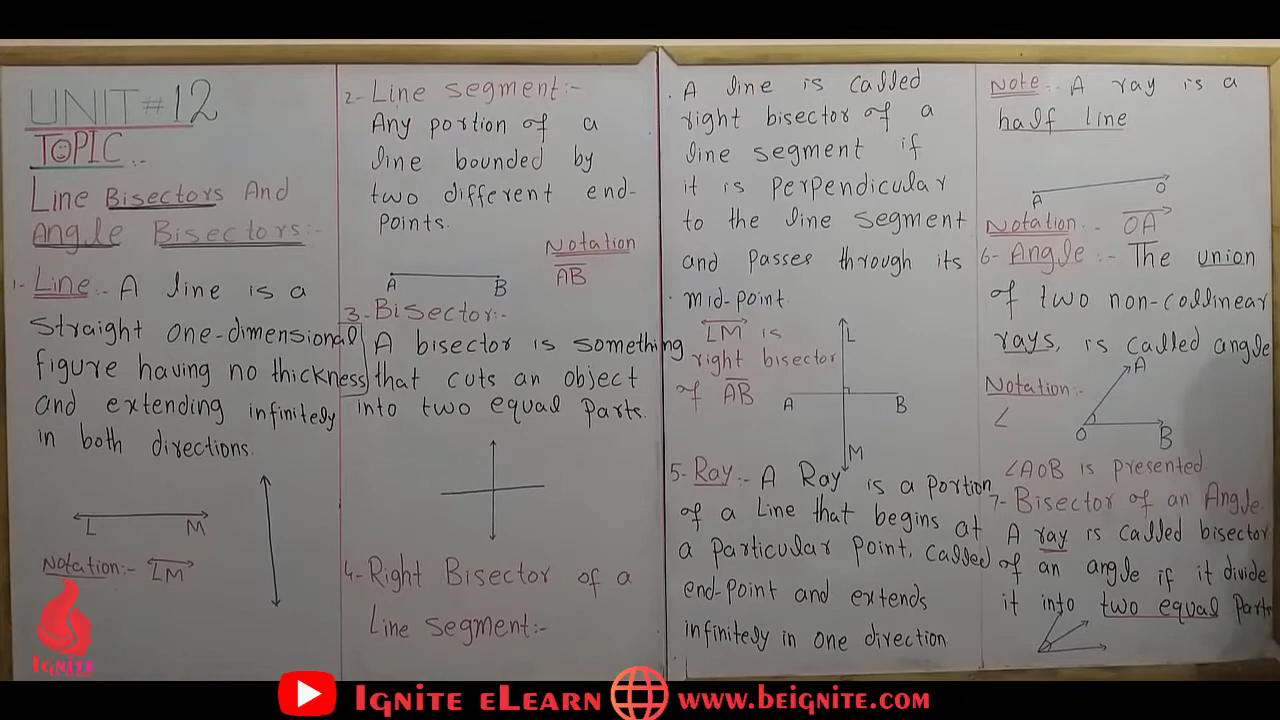 UNIT #12
TOPIC :-
Line Bisectors And
Angle Bisectors:-
1- Line:- A line is a
straight one-dimensional
figure having no thickness
and extending infinitely
in both directions.
L M
Notation:- LM
2- Line segment:-
Any portion of a
line bounded by
two different end-
points.
Notation
AB
A B
3- Bisector:-
A bisector is something
that cuts an object
into two equal parts.
4- Right Bisector of a
Line segment:-
. A line is called
right bisector of a
line segment if
it is perpendicular
to the line segment
and passes through its
. mid-point.
LM is
right bisector
of AB
L
A B
M
5- Ray:- A Ray is a portion
of a Line that begins at
a particular point, called
end-point and extends
infinitely in one direction
Note:- A ray is a
half line
A O
Notation: OA
6- Angle:- The union
of two non-collinear
rays, is called angle
Notation:-
∠
A
O B
∠AOB is presented.
7- Bisector of an Angle.
A ray is called bisector
of an angle if it divide
it into two equal parts
IGNITE
IGNITE ELEARN www.beignite.com